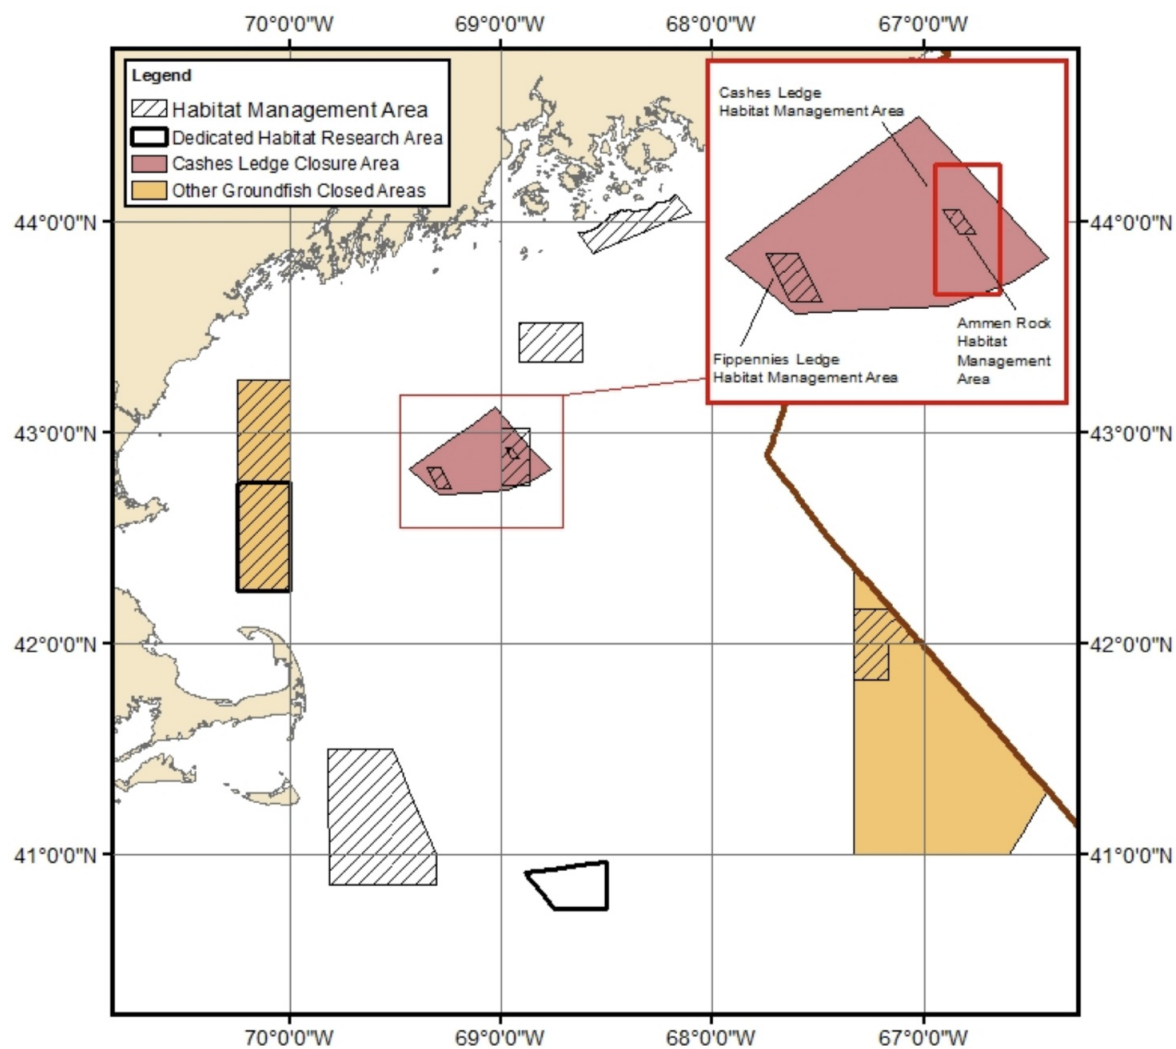 70°0'0"W 69°0'0"W 68°0'0"W 67°0'0"W
Legend
Habitat Management Area
Dedicated Habitat Research Area
Cashes Ledge Closure Area
Other Groundfish Closed Areas
Cashes Ledge
Habitat Management Area
Ammen Rock
Habitat
Management
Area
Fippennies Ledge
Habitat Management Area
44°0'0"N 44°0'0"N
43°0'0"N 43°0'0"N
42°0'0"N 42°0'0"N
41°0'0"N 41°0'0"N
70°0'0"W 69°0'0"W 68°0'0"W 67°0'0"W